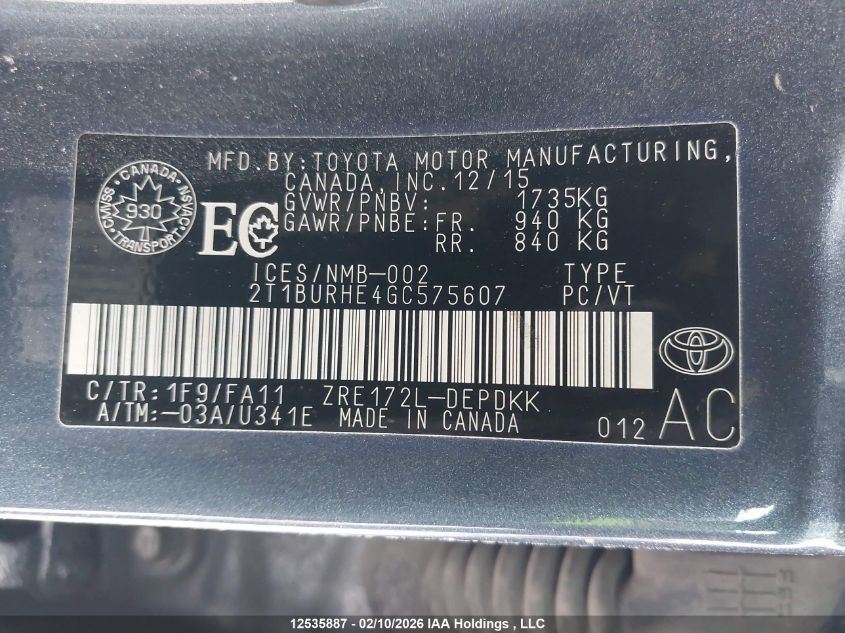 MFD.BY:TOYOTA MOTOR MANUFACTURING,
CANADA,INC.12/15
GVWR/PNBV: 1735KG
GAWR/PNBE:FR. 940 KG
RR. 840 KG
CANADA
CMVSS
930
NSVAC
TRANSPORT
EC
ICES/NMB-002 TYPE
2T1BURHE4GC575607 PC/VT
C/TR:1F9/FA11 ZRE172L-DEPDKK
A/TM:-03A/U341E MADE IN CANADA
012 AC
12535887 - 02/10/2026 IAA Holdings , LLC